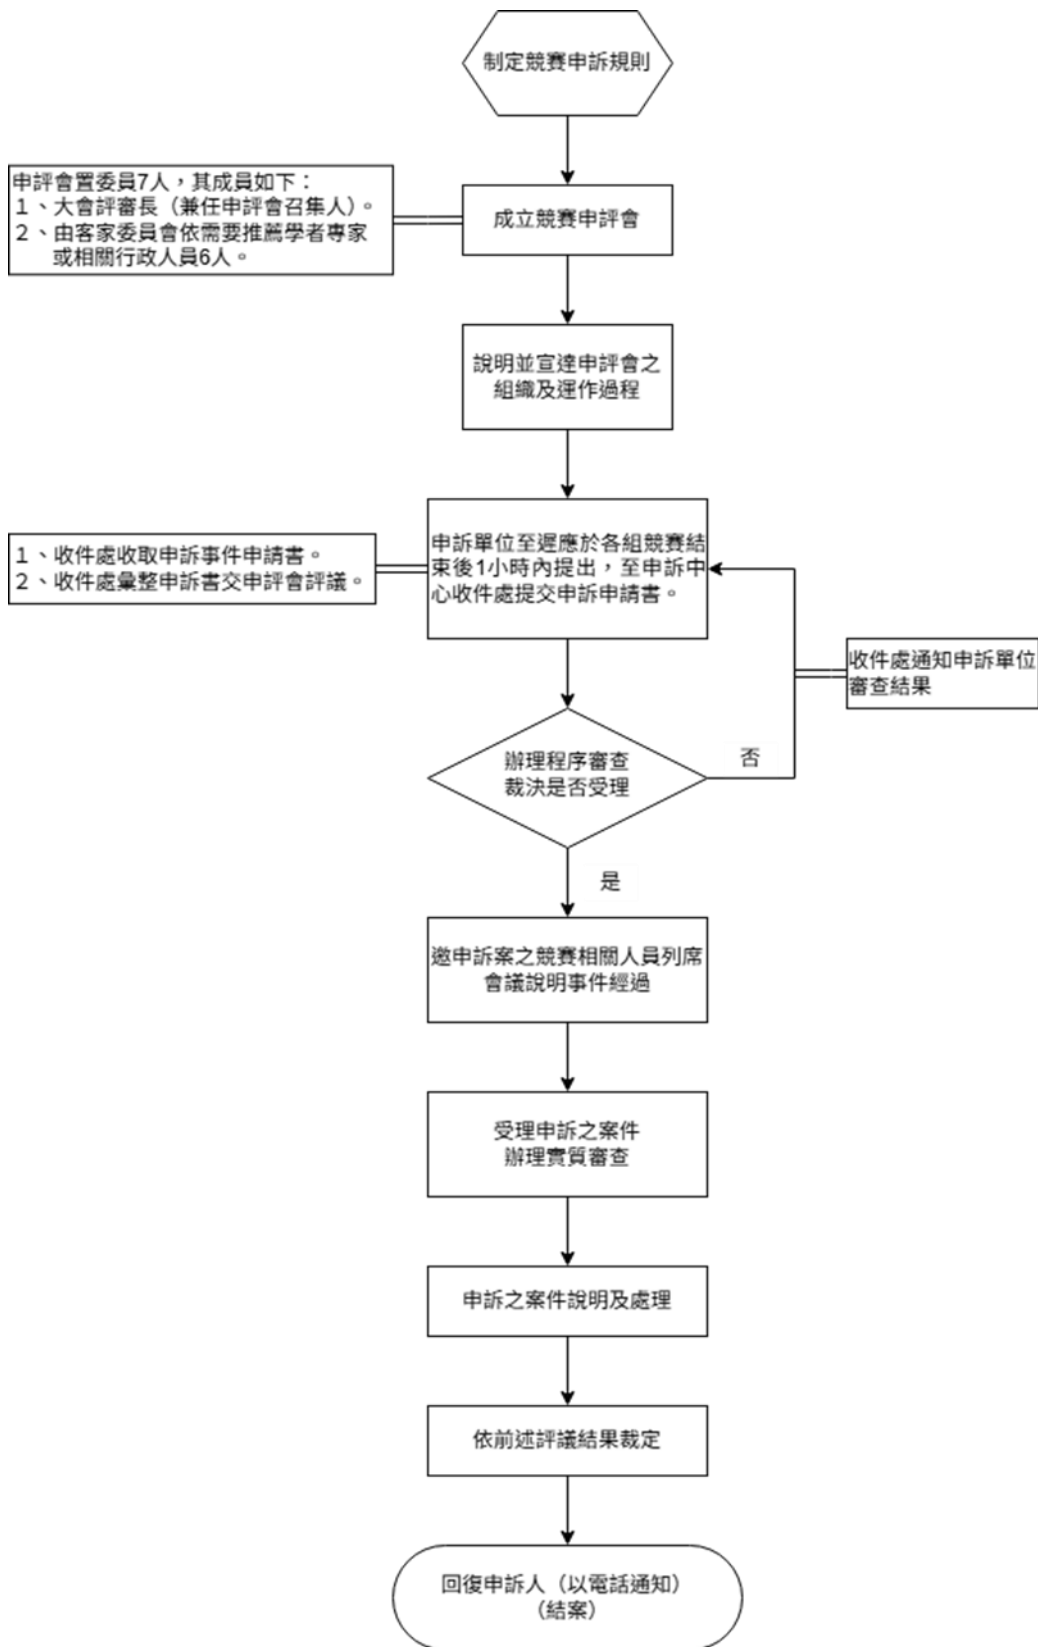 制定競賽申訴規則
申評會置委員7人，其成員如下：
１、大會評審長（兼任申評會召集人）。
２、由客家委員會依需要推薦學者專家
或相關行政人員6人。
成立競賽申評會
說明並宣達申評會之
組織及運作過程
１、收件處收取申訴事件申請書。
２、收件處彙整申訴書交申評會評議。
申訴單位至遲應於各組競賽結
束後1小時內提出，至申訴中
心收件處提交申訴申請書。
收件處通知申訴單位
審查結果
辦理程序審查
裁決是否受理
否
是
邀申訴案之競賽相關人員列席
會議說明事件經過
受理申訴之案件
辦理實質審查
申訴之案件說明及處理
依前述評議結果裁定
回復申訴人（以電話通知）
（結案）